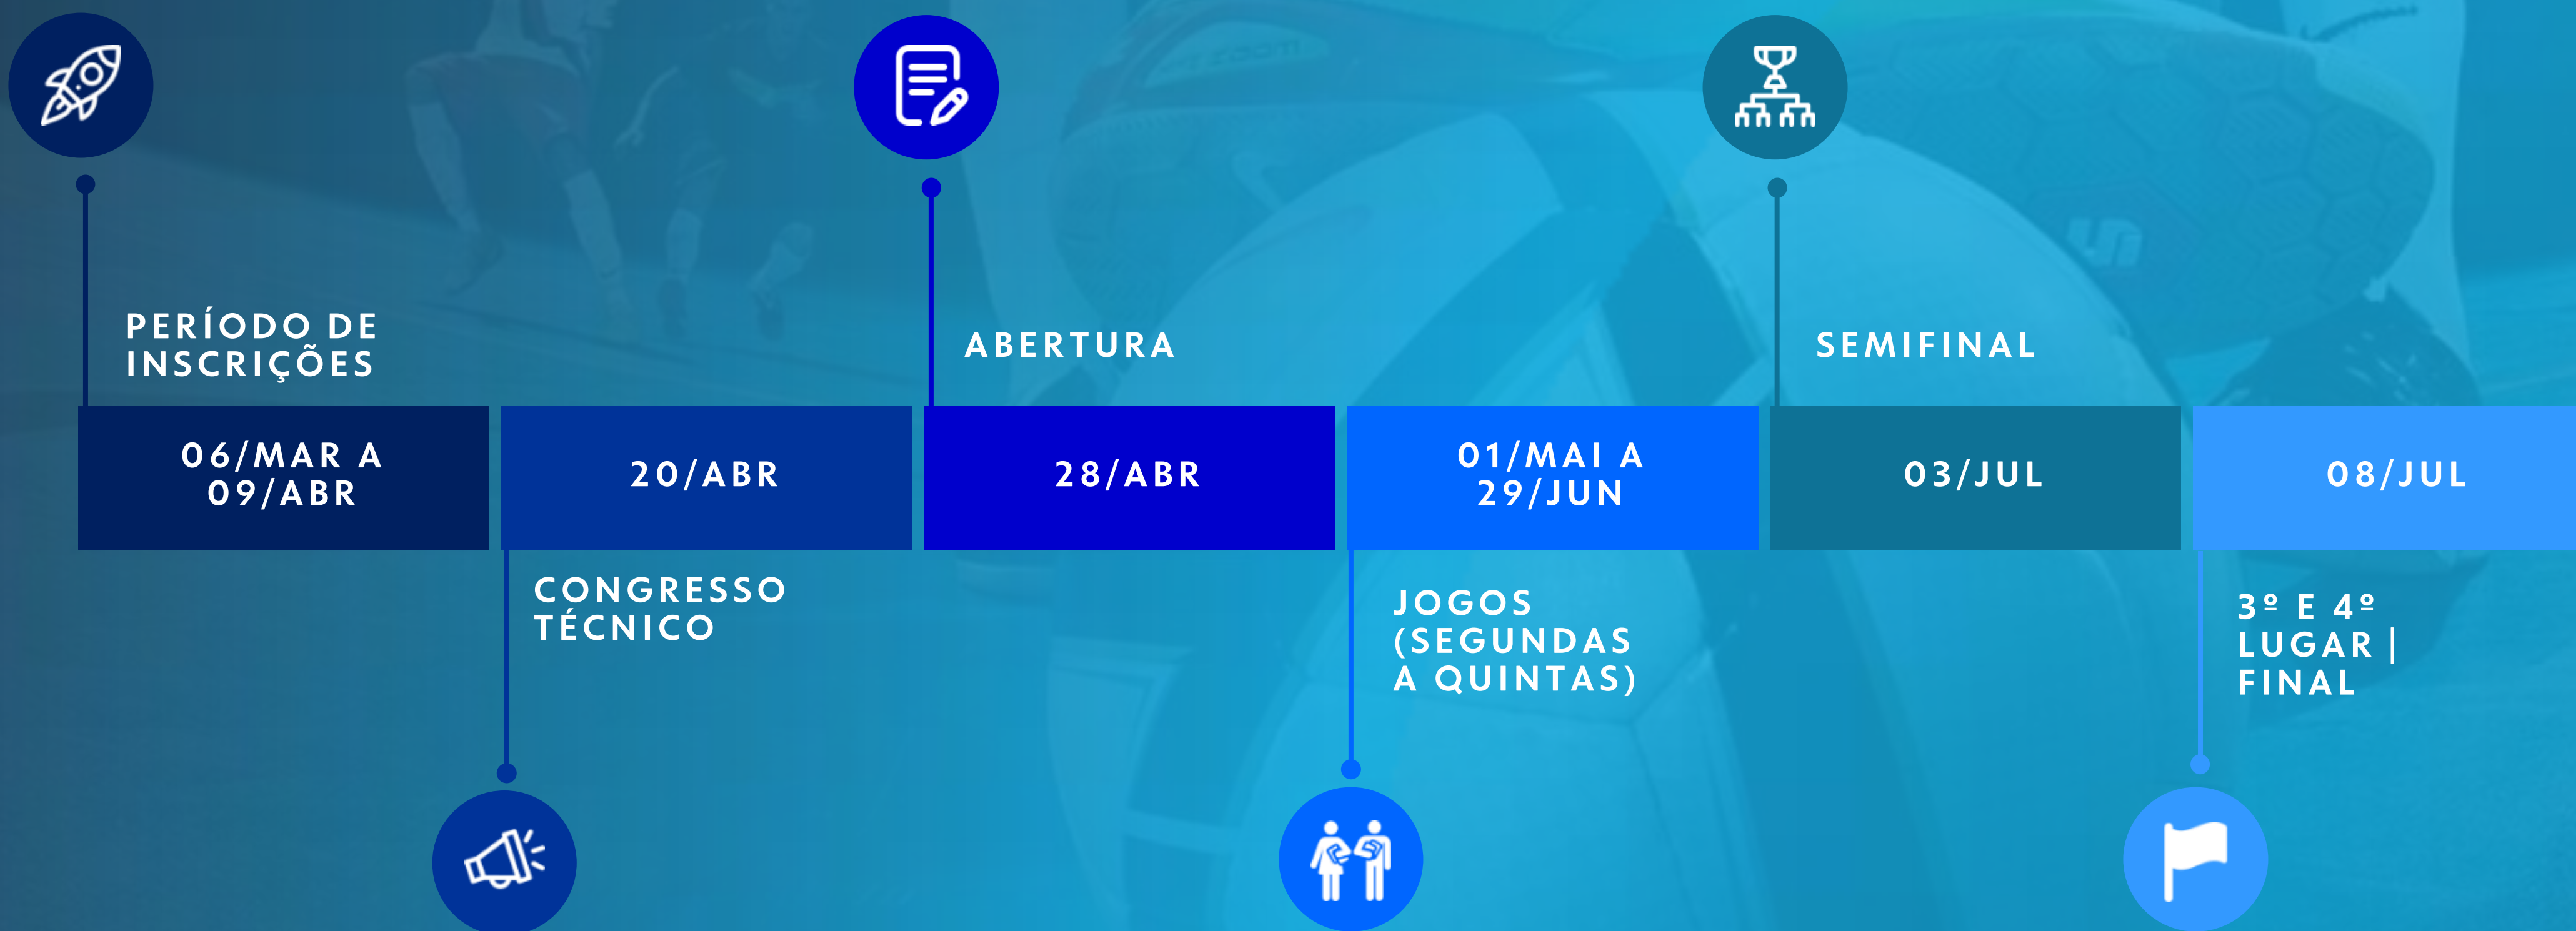 PERÍODO DE
INSCRIÇÕES
06/MAR A
09/ABR
20/ABR
CONGRESSO
TÉCNICO
ABERTURA
28/ABR
01/MAI A
29/JUN
JOGOS
(SEGUNDAS
A QUINTAS)
SEMIFINAL
03/JUL
08/JUL
3º E 4º
LUGAR |
FINAL